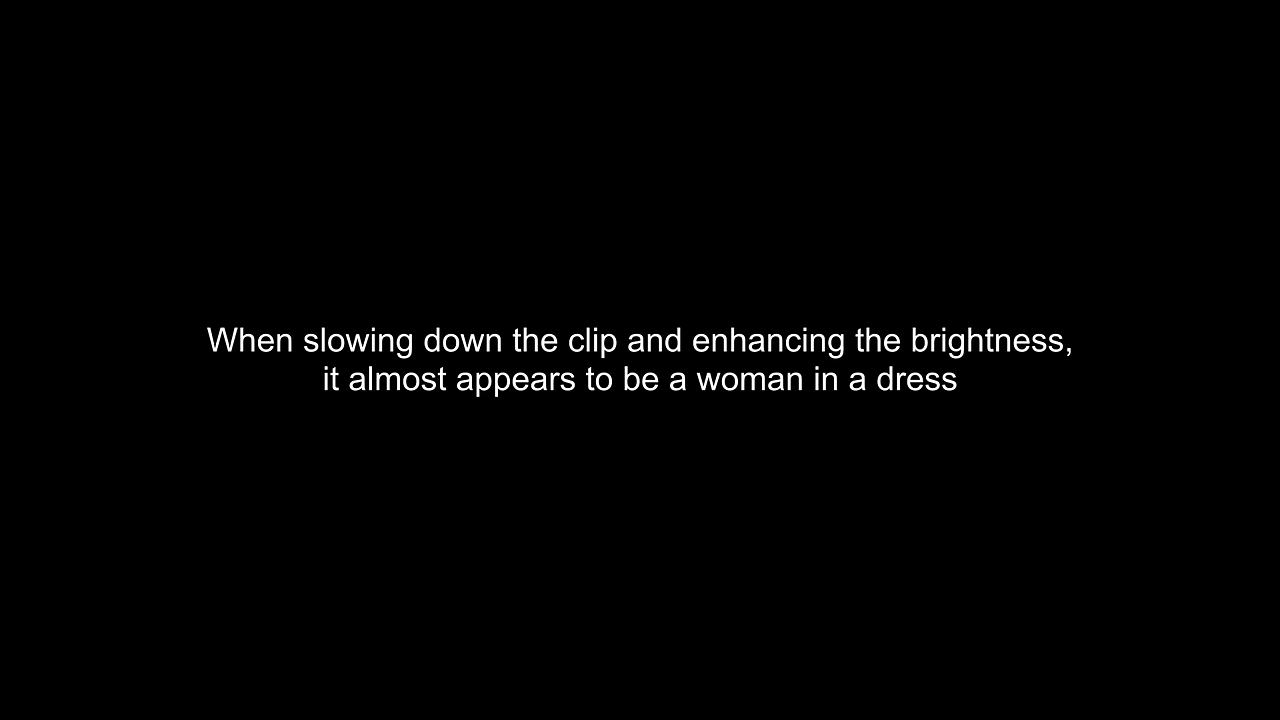 When slowing down the clip and enhancing the brightness,
it almost appears to be a woman in a dress